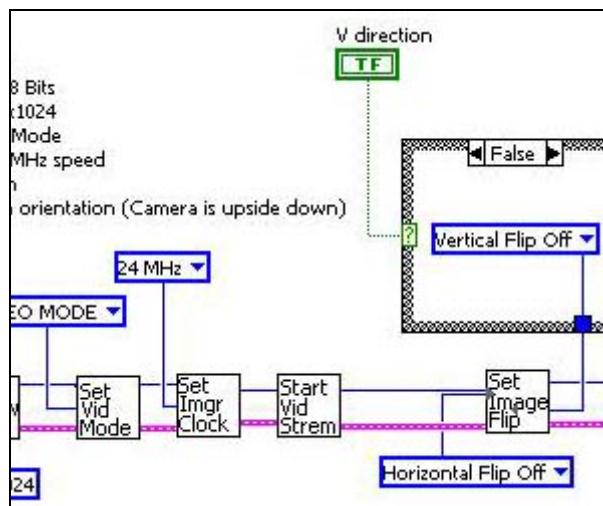 V direction
TF
8 Bits
x1024
Mode
MHz speed
orientation (Camera is upside down)
False
?
Vertical Flip Off
24 MHz
EO MODE
Set
Vid
Mode
Set
Imgr
Clock
Start
Vid
Strem
Set
Image
Flip
Horizontal Flip Off
024